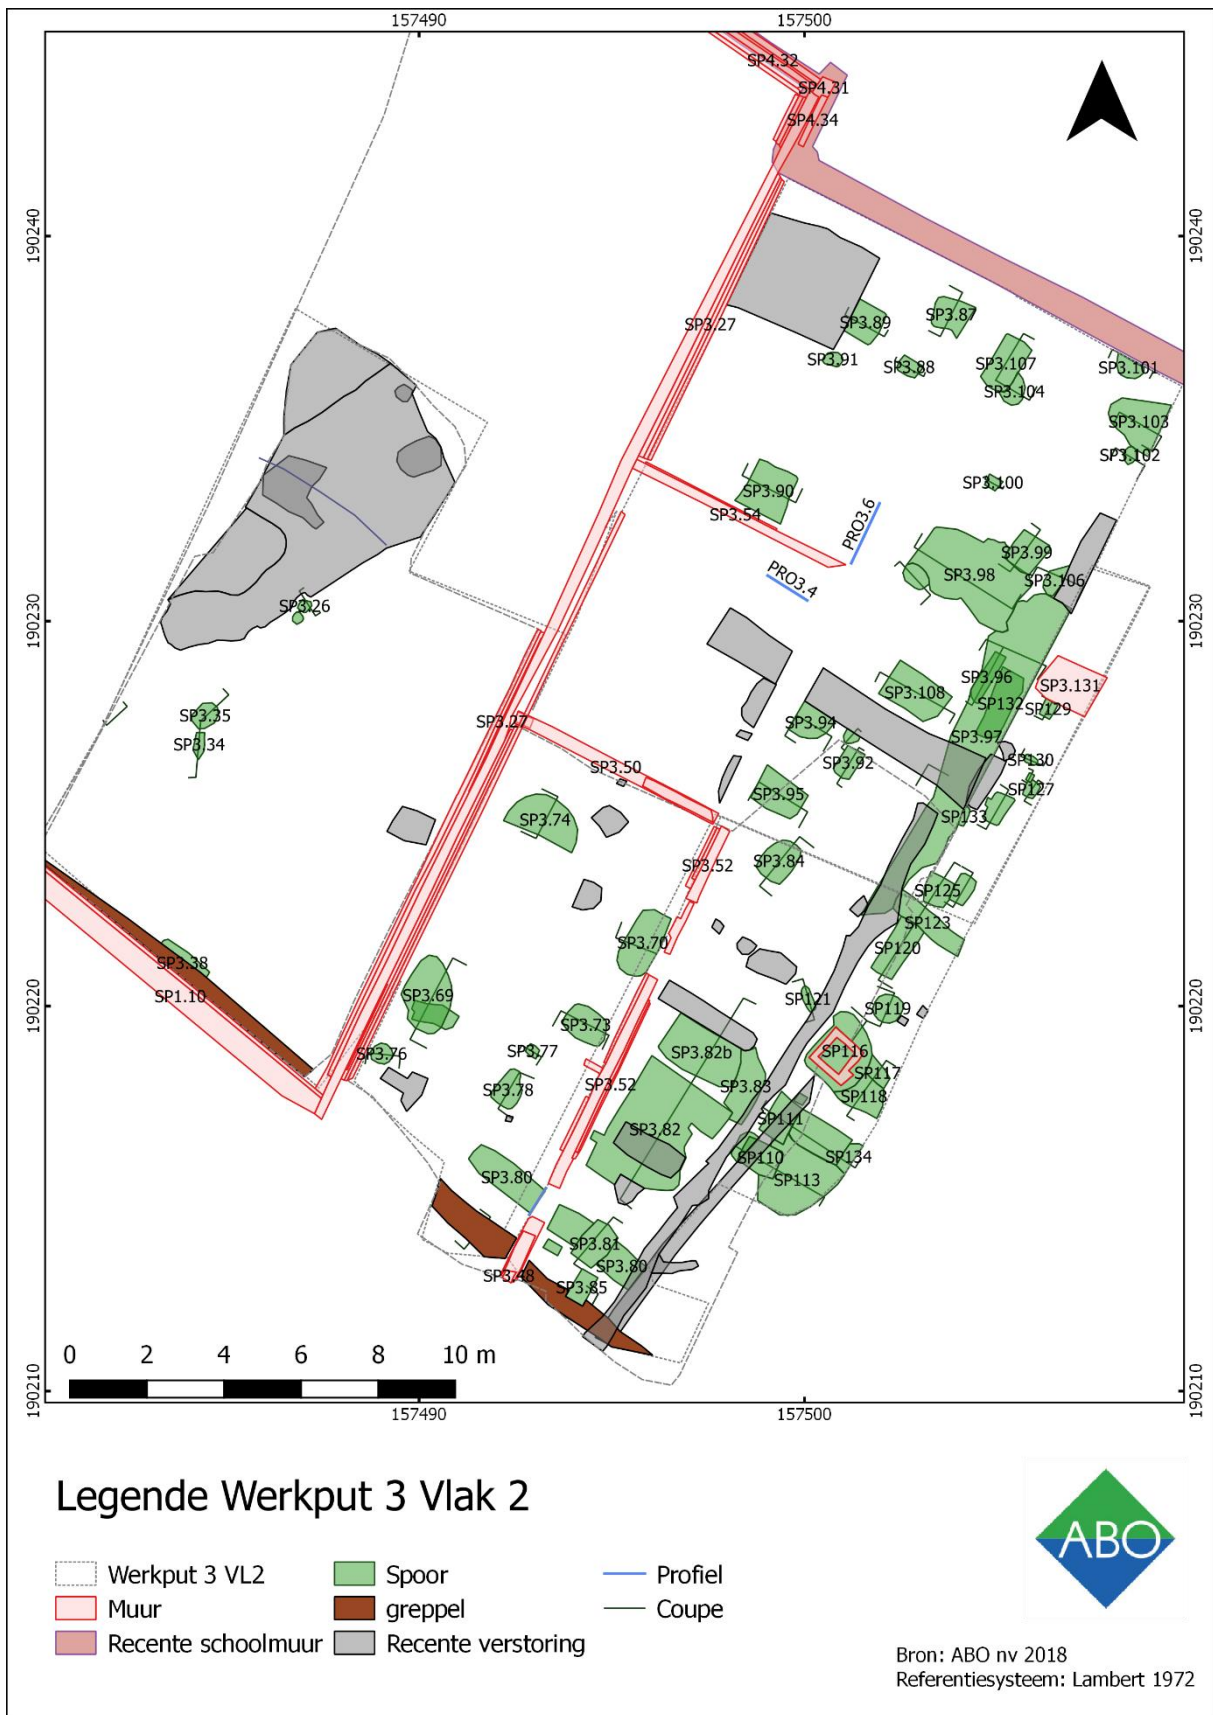 157490
157500
SP4.32
SP4.31
SP4.34
190240
190240
SP3.27
SP3.89
SP3.87
SP3.91
SP3.88
SP3.107
SP3.101
SP3.104
SP3.103
SP3.102
SP3.90
SP3.100
SP3.54
PRO3.6
SP3.99
SP3.98
PRO3.4
SP3.106
SP3.26
190230
190230
SP3.96
SP3.131
SP3.108
SP132
SP129
SP3.35
SP3.27
SP3.94
SP3.97
SP3.34
SP3.50
SP3.92
SP130
SP3.95
SP127
SP3.74
SP133
SP3.52
SP3.84
SP125
SP3.70
SP123
SP120
SP3.38
SP1.10
SP3.69
SP121
SP119
190220
190220
SP3.73
SP3.76
SP3.77
SP3.82b
SP116
SP3.78
SP3.52
SP3.83
SP117
SP118
SP3.82
SP111
SP110
SP134
SP3.80
SP113
SP3.81
SP3.80
SP3.48
SP3.85
0 2 4 6 8 10 m
190210
190210
157490
157500
Legende Werkput 3 Vlak 2
Werkput 3 VL2
Muur
Recente schoolmuur
Spoor
greppel
Recente verstoring
Profiel
Coupe
ABO
Bron: ABO nv 2018
Referentiesysteem: Lambert 1972